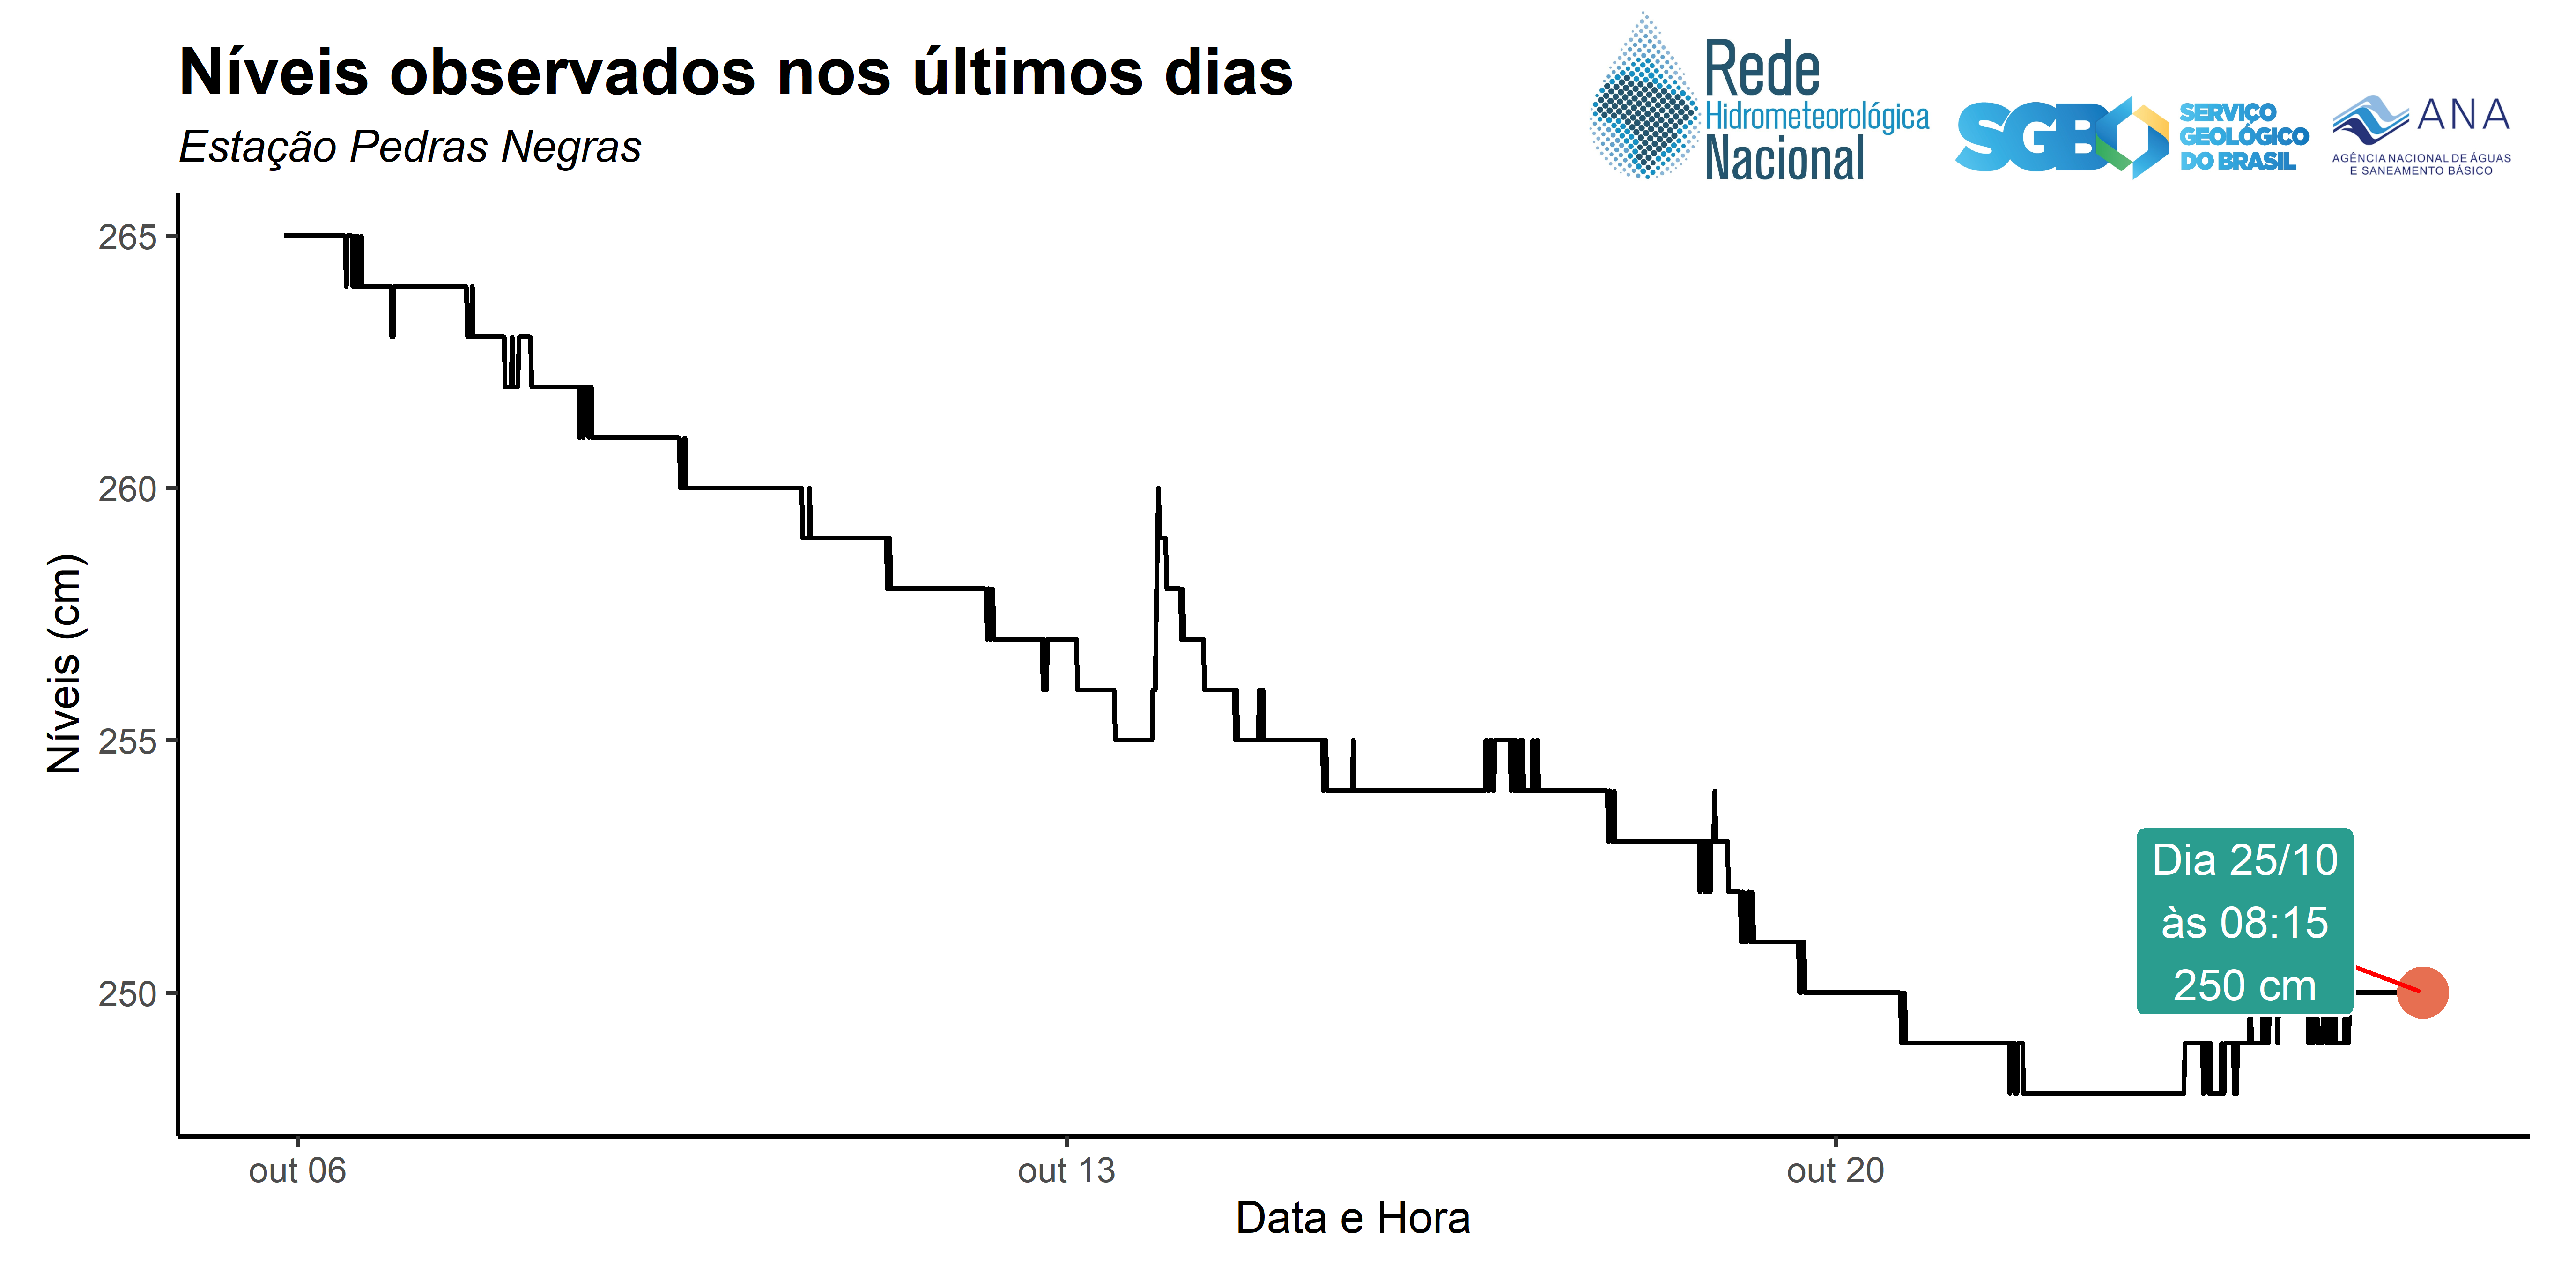 Níveis observados nos últimos dias
Estação Pedras Negras
Rede
Hidrometeorológica
Nacional
SGB
SERVIÇO
GEOLÓGICO
DO BRASIL
ANA
AGÊNCIA NACIONAL DE ÁGUAS
E SANEAMENTO BÁSICO
265
260
255
250
Níveis (cm)
Dia 25/10
às 08:15
250 cm
out 06
out 13
out 20
Data e Hora